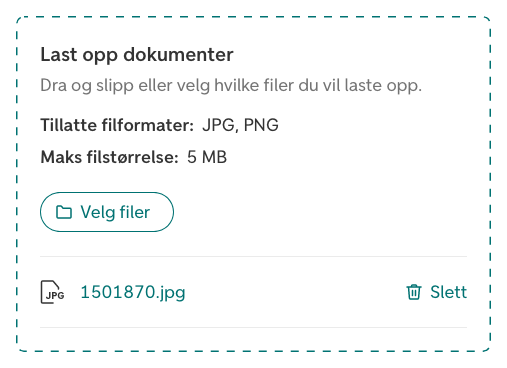 Last opp dokumenter
Dra og slipp eller velg hvilke filer du vil laste opp.
Tillatte filformater: JPG, PNG
Maks filstørrelse: 5 MB
Velg filer
JPG 1501870.jpg Slett